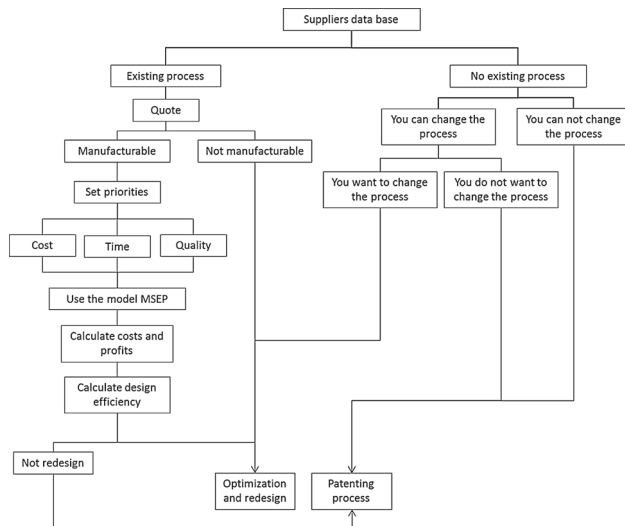 Suppliers data base
Existing process
No existing process
Quote
You can change the
process
You can not change
the process
Manufacturable
Not manufacturable
You want to change
the process
You do not want to
change the process
Set priorities
Cost
Time
Quality
Use the model MSEP
Calculate costs and
profits
Calculate design
efficiency
Not redesign
Optimization
and redesign
Patenting
process